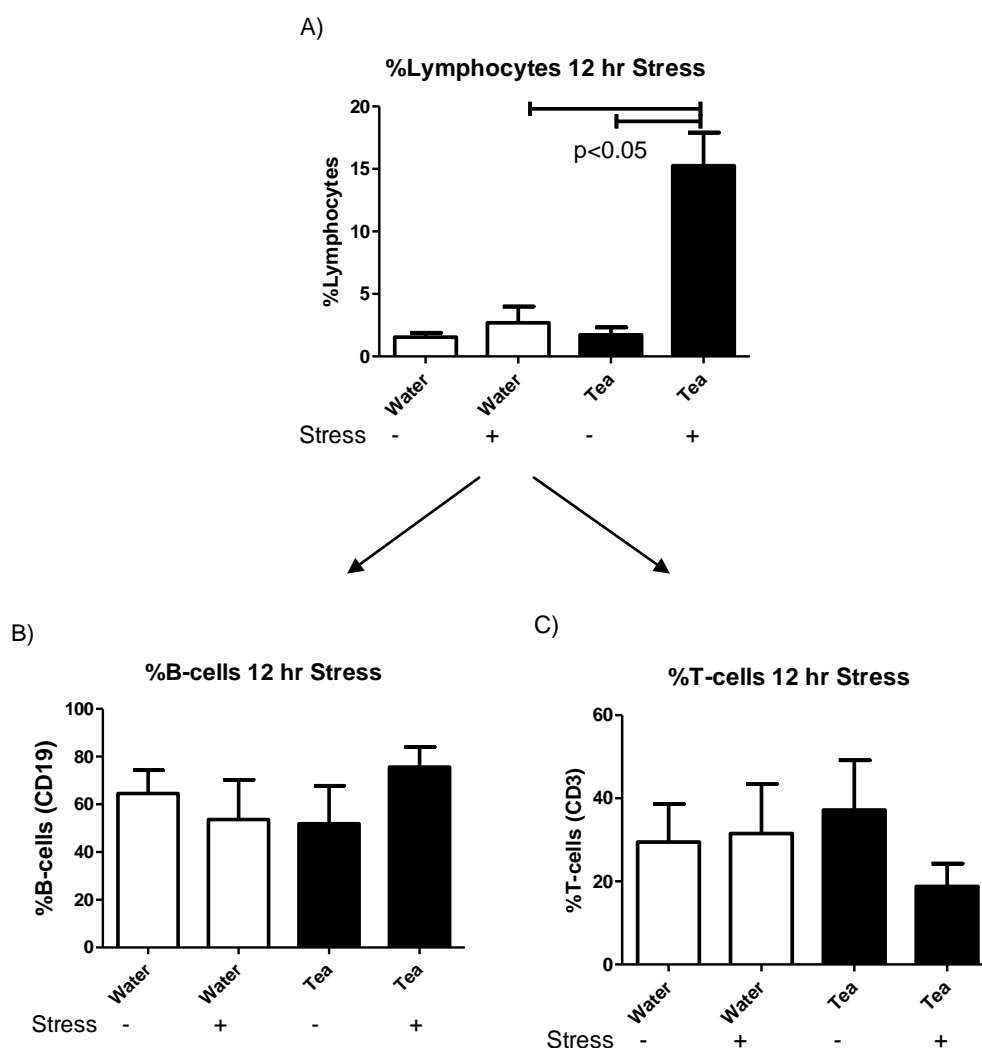 A)
%Lymphocytes 12 hr Stress
%Lymphocytes
20
15
10
5
0
p<0.05
Water Water Tea Tea
Stress - + - +
B)
%B-cells 12 hr Stress
%B-cells (CD19)
100
80
60
40
20
0
Water Water Tea Tea
Stress - + - +
C)
%T-cells 12 hr Stress
%T-cells (CD3)
60
40
20
0
Water Water Tea Tea
Stress - + - +